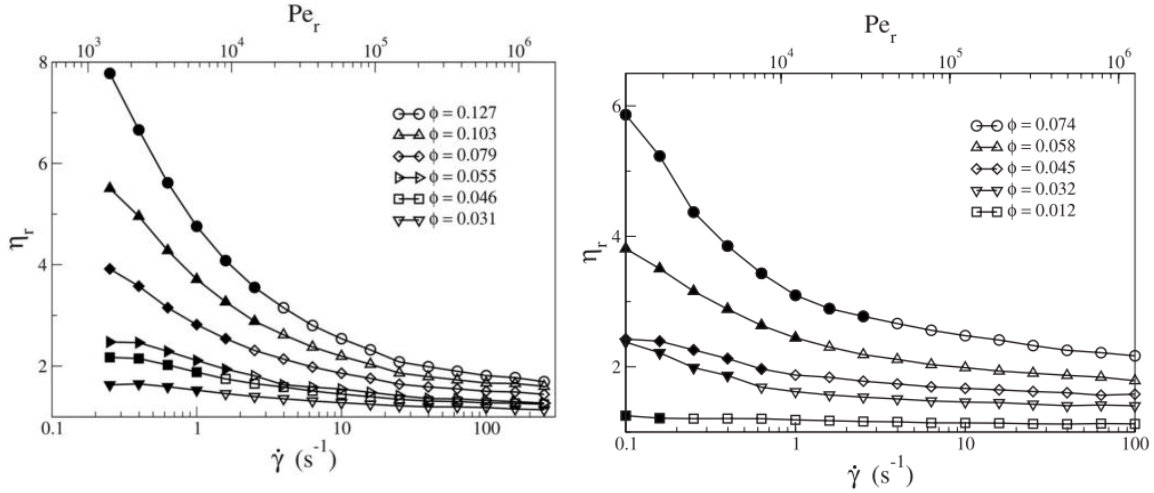 Pe_r
10^3 10^4 10^5 10^6
8
6
4
2
η_r
ϕ = 0.127
ϕ = 0.103
ϕ = 0.079
ϕ = 0.055
ϕ = 0.046
ϕ = 0.031
0.1 1 10 100
γ̇ (s^-1)
Pe_r
10^4 10^5 10^6
6
4
2
η_r
ϕ = 0.074
ϕ = 0.058
ϕ = 0.045
ϕ = 0.032
ϕ = 0.012
0.1 1 10 100
γ̇ (s^-1)